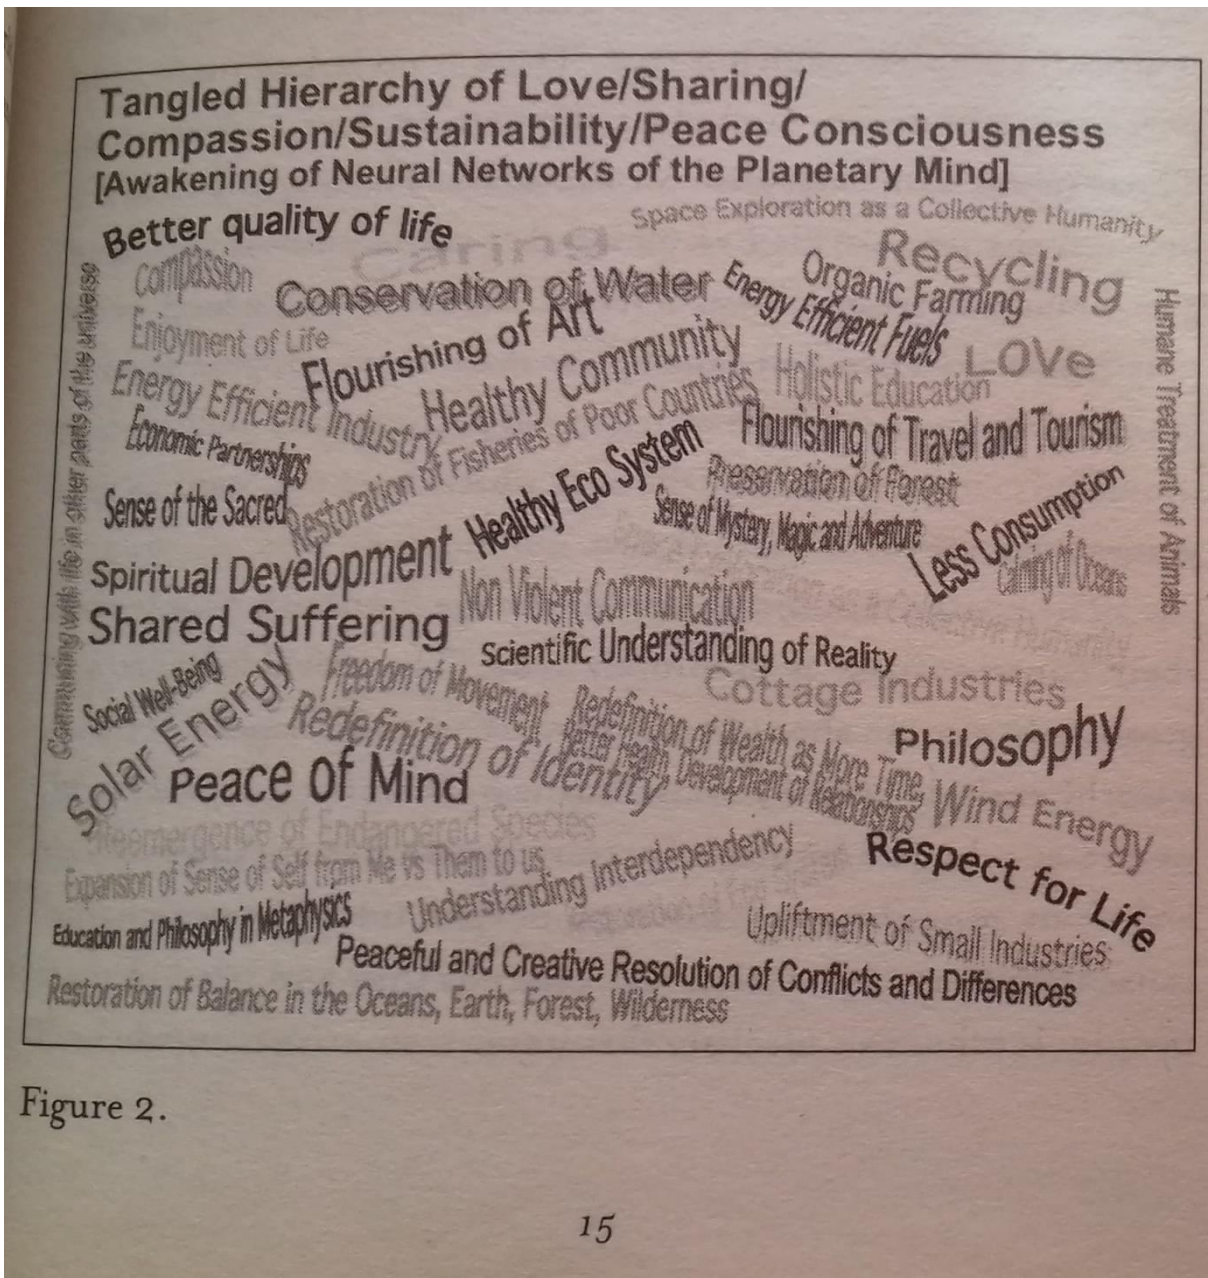 Tangled Hierarchy of Love/Sharing/
Compassion/Sustainability/Peace Consciousness
[Awakening of Neural Networks of the Planetary Mind]
Space Exploration as a Collective Humanity
Better quality of life
Caring
Recycling
Compassion
Conservation of Water
Energy Efficient Fuels
Organic Farming
Enjoyment of Life
Flourishing of Art
LOVe
Humane Treatment of Animals
Communing with life in other parts of the universe
Energy Efficient Industry
Healthy Community
Holistic Education
Economic Partnerships
Restoration of Fisheries of Poor Countries
Flourishing of Travel and Tourism
Preservation of Forest
Sense of the Sacred
Healthy Eco System
Sense of Mystery, Magic and Adventure
Less Consumption
Calming of Oceans
Spiritual Development
Non Violent Communication
Shared Suffering
Scientific Understanding of Reality
Social Well-Being
Solar Energy
Freedom of Movement
Cottage Industries
Redefinition of Identity
Redefinition of Wealth as More Time,
Better Health, Development of Relationships
Philosophy
Peace of Mind
Wind Energy
Reemergence of Endangered Species
Expansion of Sense of Self from Me vs Them to us
Understanding Interdependency
Respect for Life
Education and Philosophy in Metaphysics
Upliftment of Small Industries
Peaceful and Creative Resolution of Conflicts and Differences
Restoration of Balance in the Oceans, Earth, Forest, Wilderness
Figure 2.
15